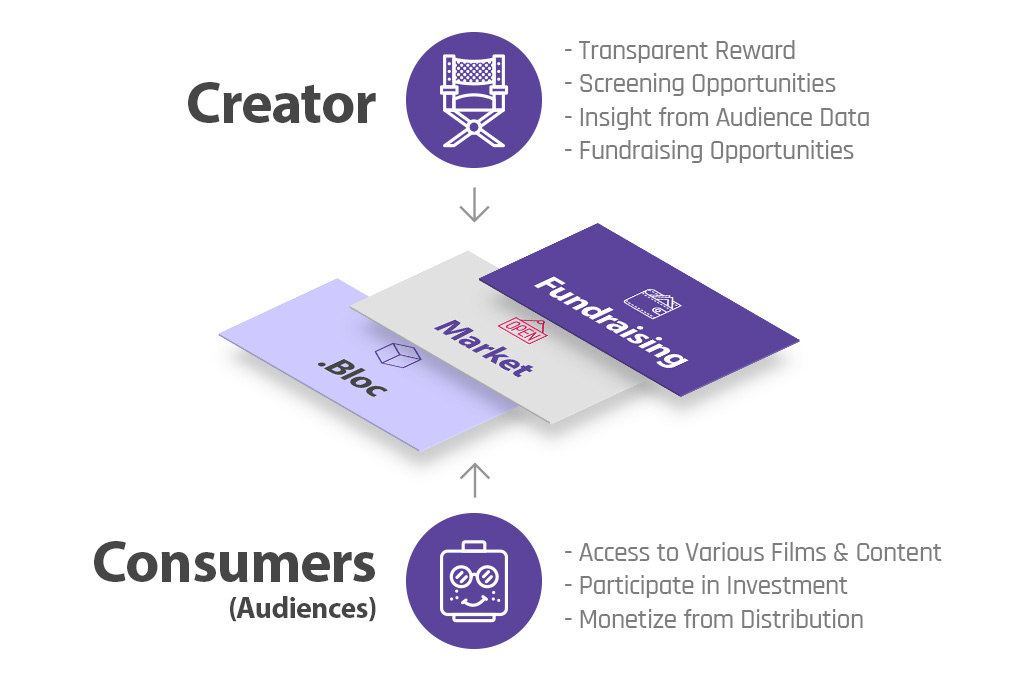 Creator
- Transparent Reward
- Screening Opportunities
- Insight from Audience Data
- Fundraising Opportunities
Fundraising
OPEN
Market
.Bloc
Consumers
(Audiences)
- Access to Various Films & Content
- Participate in Investment
- Monetize from Distribution